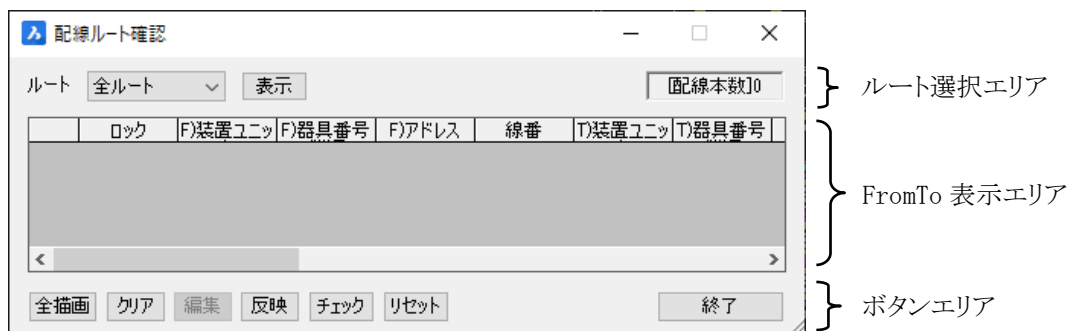 配線ルート確認
ルート 全ルート 表示 [配線本数]0 ルート選択エリア
ロック F)装置ユニッ F)器具番号 F)アドレス 線番 T)装置ユニッ T)器具番号
FromTo 表示エリア
全描画 クリア 編集 反映 チェック リセット 終了 ボタンエリア